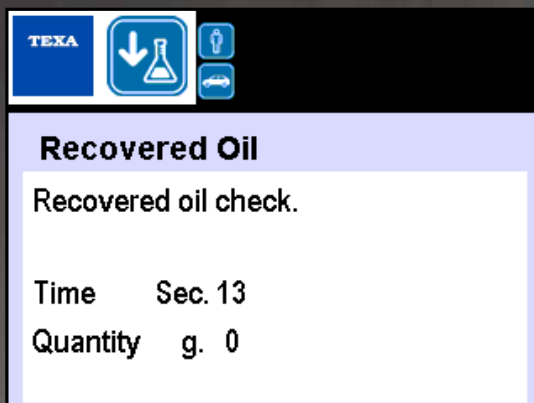 TEXA
Recovered Oil
Recovered oil check.
Time Sec. 13
Quantity g. 0